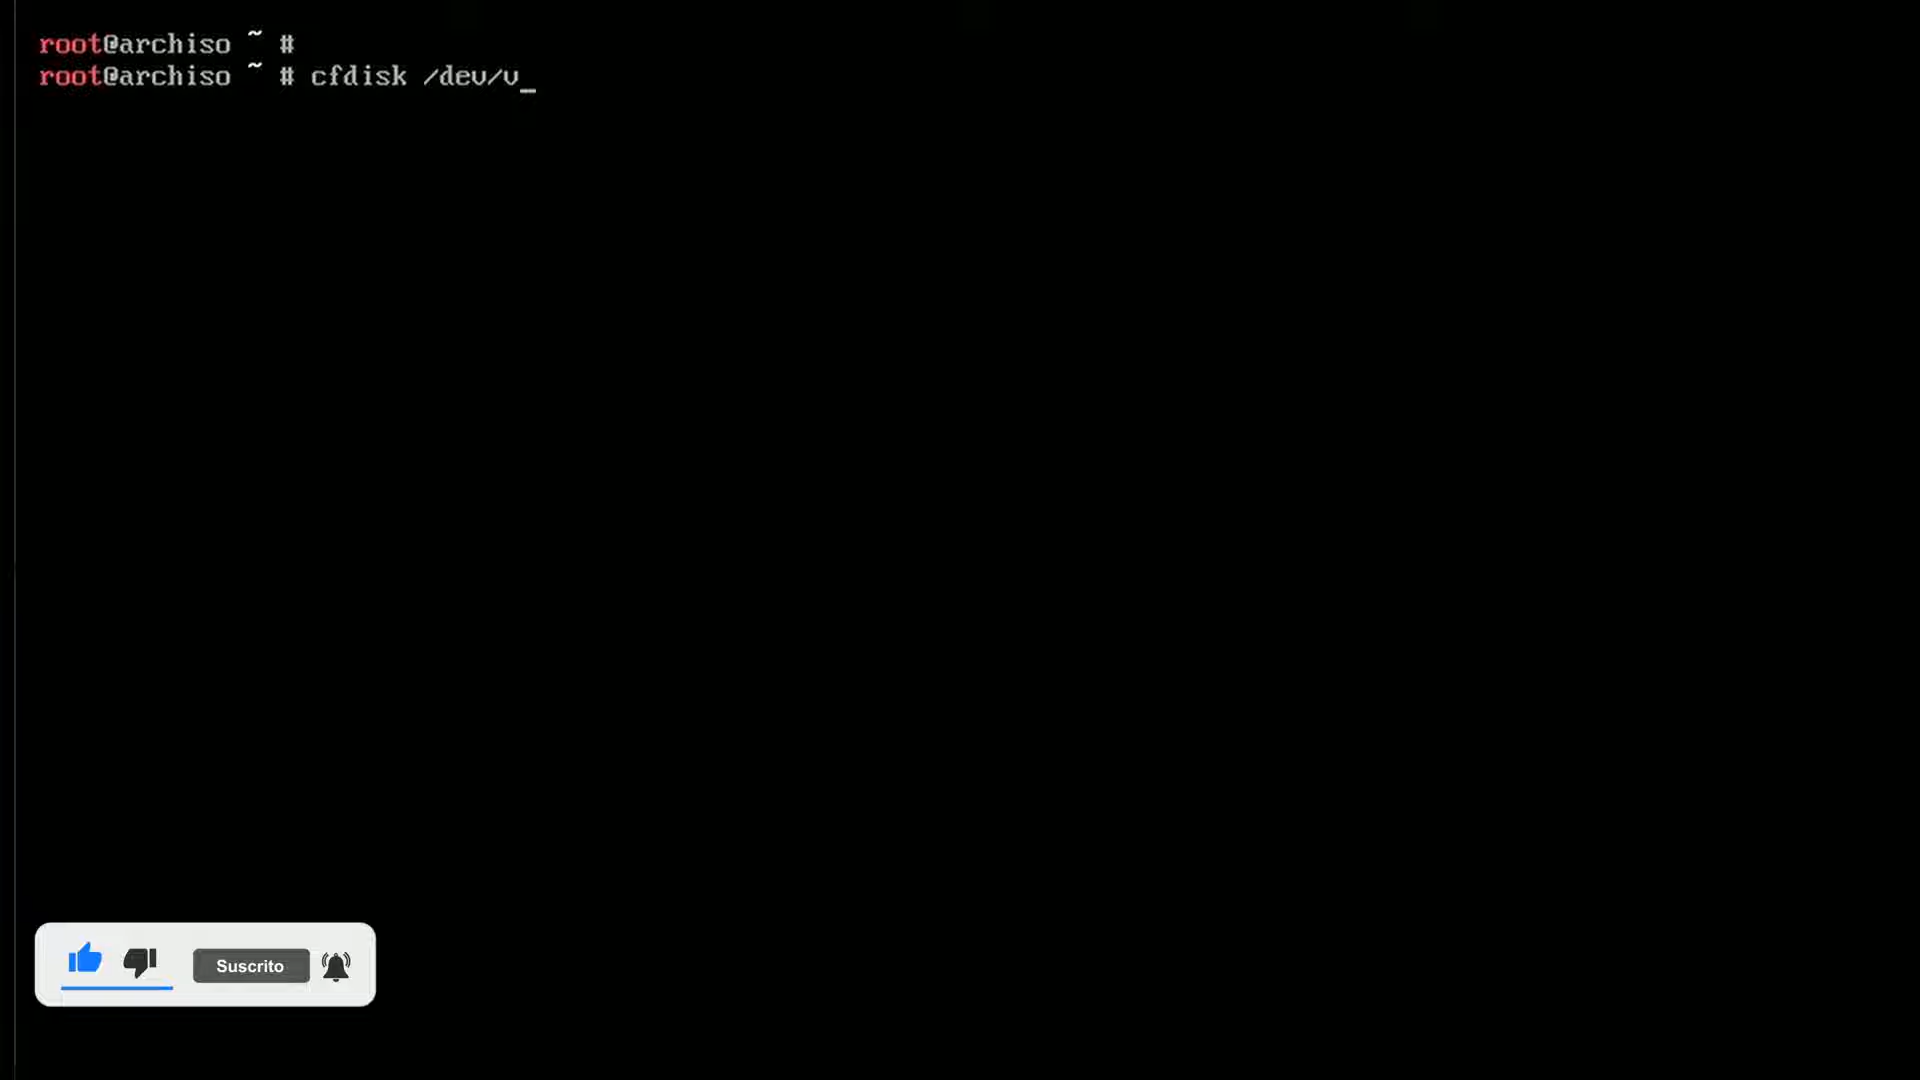 root@archiso ~ #
root@archiso ~ # cfdisk /dev/v_
Suscrito